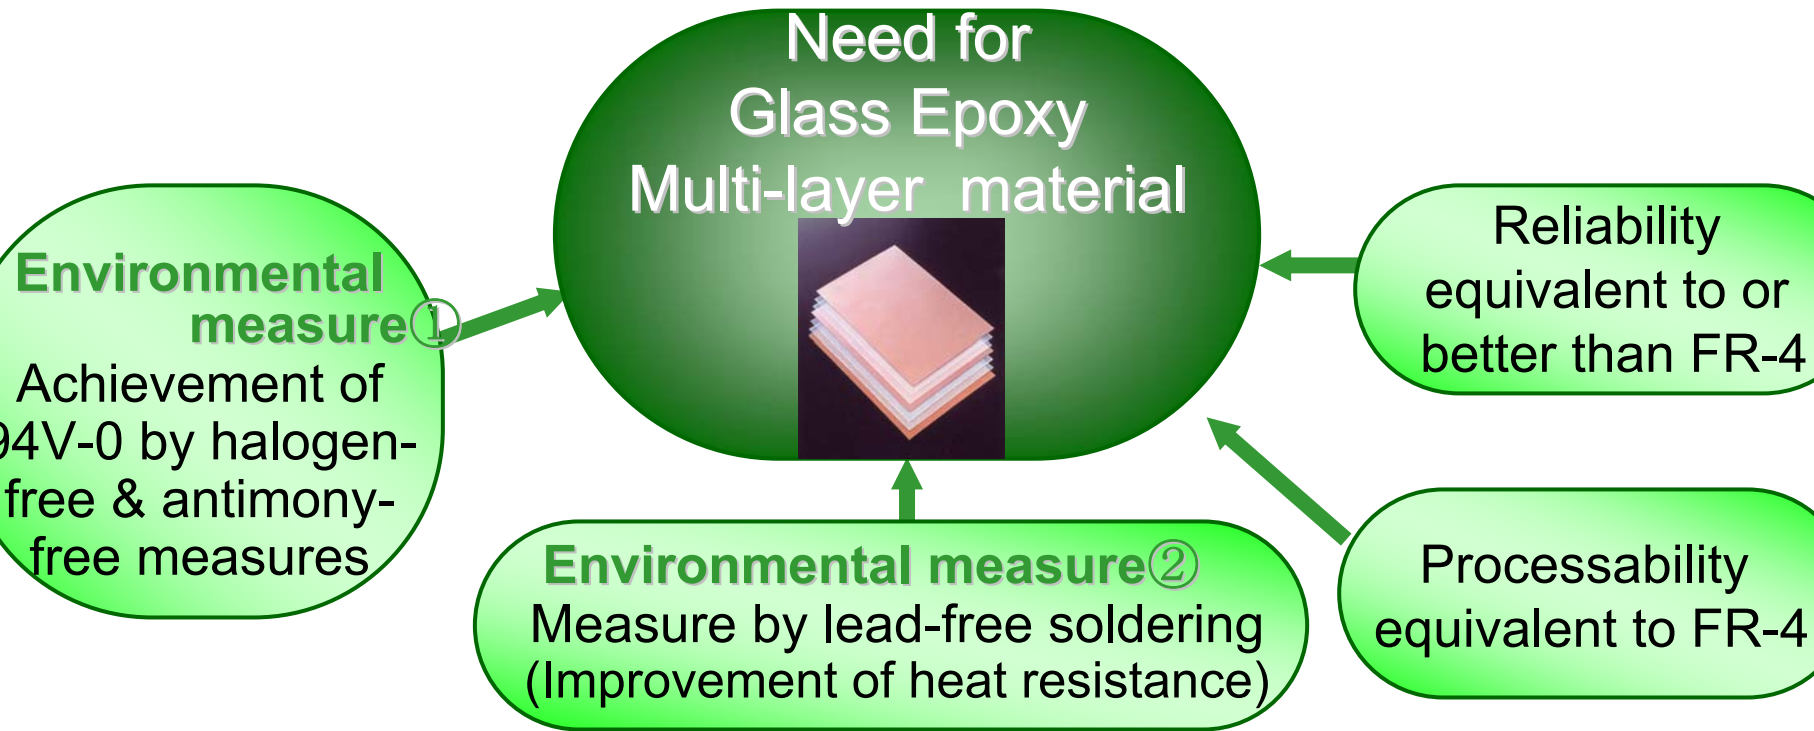 Need for
Glass Epoxy
Multi-layer material
Environmental
measure①
Achievement of
94V-0 by halogen-
free & antimony-
free measures
Environmental measure②
Measure by lead-free soldering
(Improvement of heat resistance)
Reliability
equivalent to or
better than FR-4
Processability
equivalent to FR-4